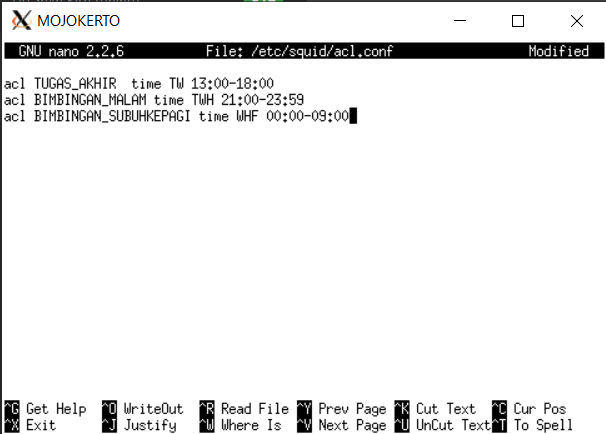 MOJOKERTO
GNU nano 2.2.6 File: /etc/squid/acl.conf Modified
acl TUGAS_AKHIR  time TW 13:00-18:00
acl BIMBINGAN_MALAM time TWH 21:00-23:59
acl BIMBINGAN_SUBUHKEPAGI time WHF 00:00-09:00
^G Get Help ^O WriteOut ^R Read File ^Y Prev Page ^K Cut Text ^C Cur Pos
^X Exit ^J Justify ^W Where Is ^V Next Page ^U UnCut Text^T To Spell